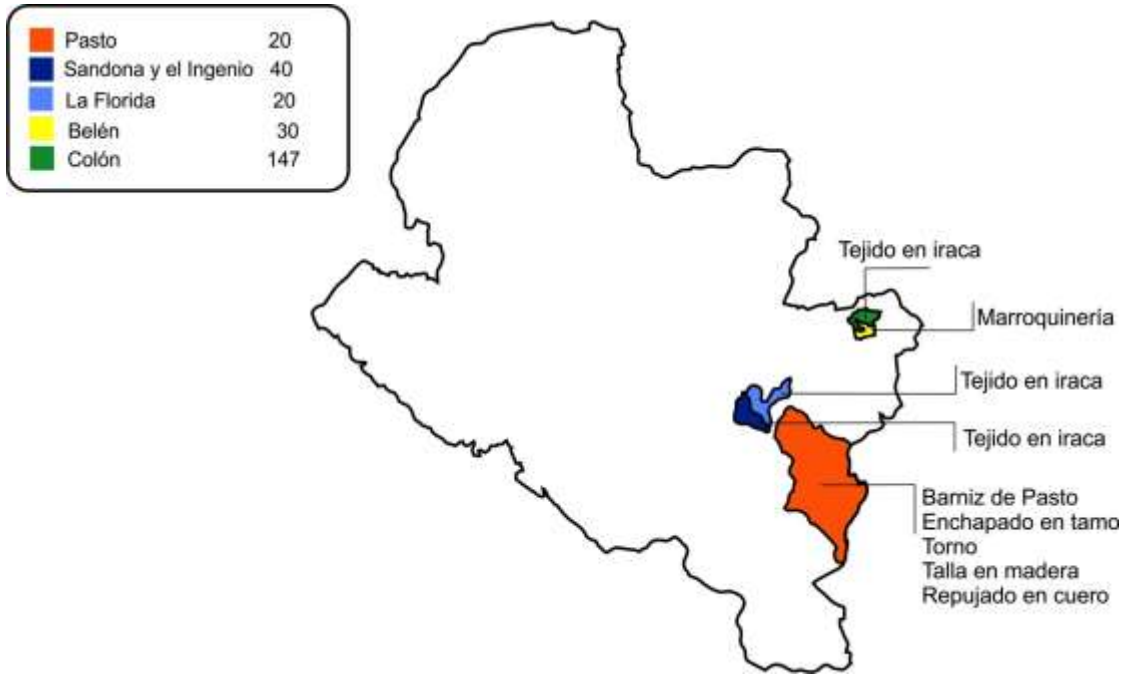 Pasto 20
Sandona y el Ingenio 40
La Florida 20
Belén 30
Colón 147
Tejido en iraca
Marroquinería
Tejido en iraca
Tejido en iraca
Barniz de Pasto
Enchapado en tamo
Torno
Talla en madera
Repujado en cuero